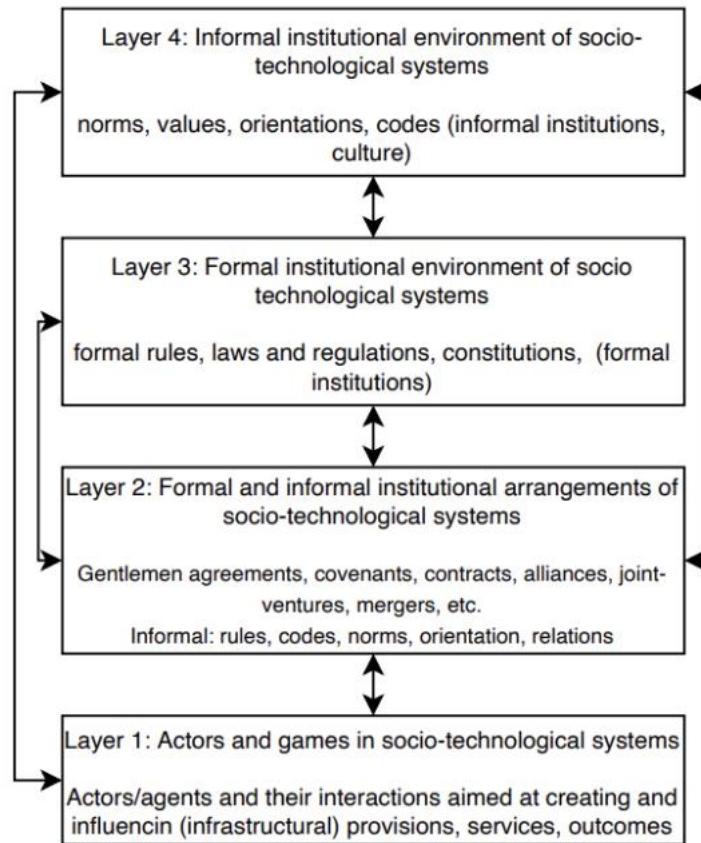 Layer 4: Informal institutional environment of socio-
technological systems
norms, values, orientations, codes (informal institutions,
culture)
Layer 3: Formal institutional environment of socio
technological systems
formal rules, laws and regulations, constitutions, (formal
institutions)
Layer 2: Formal and informal institutional arrangements of
socio-technological systems
Gentlemen agreements, covenants, contracts, alliances, joint-
ventures, mergers, etc.
Informal: rules, codes, norms, orientation, relations
Layer 1: Actors and games in socio-technological systems
Actors/agents and their interactions aimed at creating and
influencin (infrastructural) provisions, services, outcomes